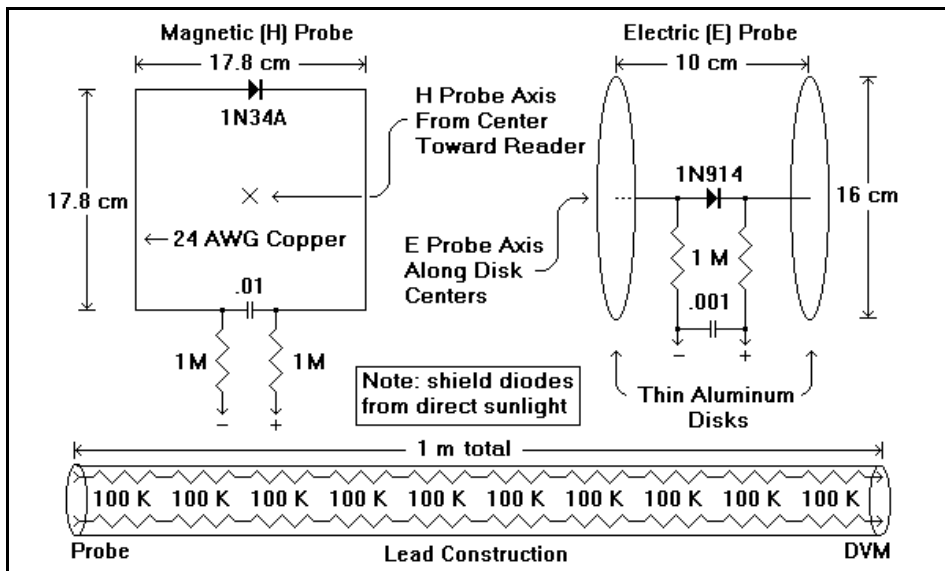 Magnetic (H) Probe
17.8 cm
1N34A
17.8 cm
24 AWG Copper
.01
1 M
1 M
− +
H Probe Axis
From Center
Toward Reader
Electric (E) Probe
10 cm
1N914
16 cm
E Probe Axis
Along Disk
Centers
1 M
.001
− +
Thin Aluminum
Disks
Note: shield diodes
from direct sunlight
1 m total
100 K 100 K 100 K 100 K 100 K 100 K 100 K 100 K 100 K 100 K
Probe
Lead Construction
DVM